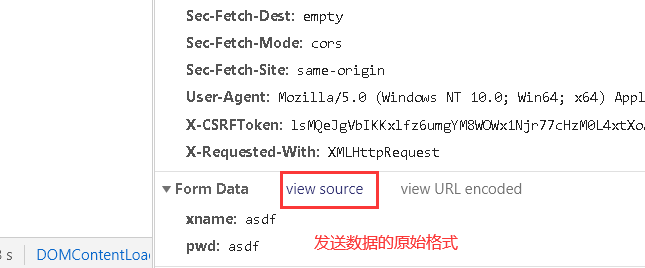 Sec-Fetch-Dest: empty
Sec-Fetch-Mode: cors
Sec-Fetch-Site: same-origin
User-Agent: Mozilla/5.0 (Windows NT 10.0; Win64; x64) Appl
X-CSRFToken: lsMQeJgVbIKKxlfz6umgYM8WOWx1Njr77cHzM0L4xtXo
X-Requested-With: XMLHttpRequest
Form Data view source view URL encoded
xname: asdf
pwd: asdf
发送数据的原始格式
s DOMContentLoa